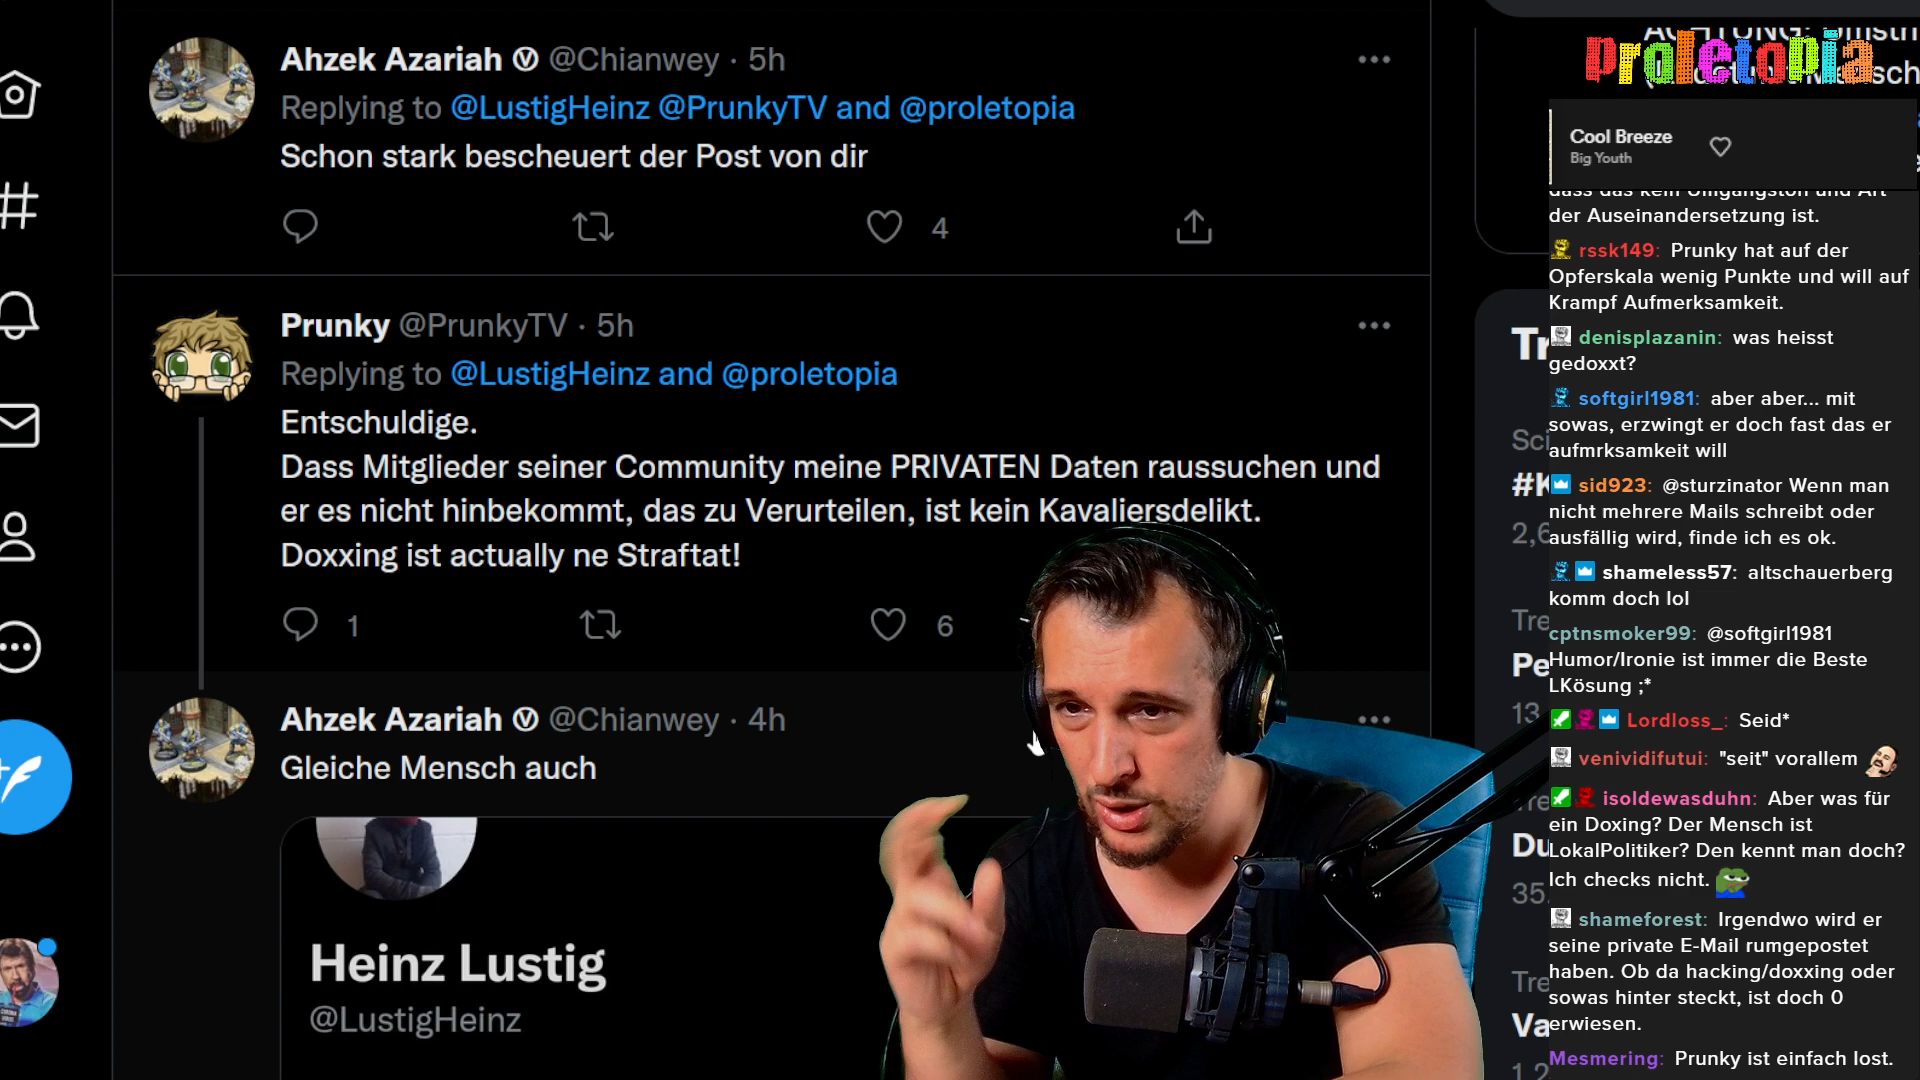 Ahzek Azariah @Chianwey · 5h
Replying to @LustigHeinz @PrunkyTV and @proletopia
Schon stark bescheuert der Post von dir
4
Prunky @PrunkyTV · 5h
Replying to @LustigHeinz and @proletopia
Entschuldige.
Dass Mitglieder seiner Community meine PRIVATEN Daten raussuchen und
er es nicht hinbekommt, das zu Verurteilen, ist kein Kavaliersdelikt.
Doxxing ist actually ne Straftat!
1 6
Ahzek Azariah @Chianwey · 4h
Gleiche Mensch auch
Heinz Lustig
@LustigHeinz
Proletopia
Cool Breeze
Big Youth
dass das kein Umgangston und Art
der Auseinandersetzung ist.
rssk149: Prunky hat auf der
Opferskala wenig Punkte und will auf
Krampf Aufmerksamkeit.
denisplazanin: was heisst
gedoxxt?
softgirl1981: aber aber... mit
sowas, erzwingt er doch fast das er
aufmrksamkeit will
sid923: @sturzinator Wenn man
nicht mehrere Mails schreibt oder
ausfällig wird, finde ich es ok.
shameless57: altschauerberg
komm doch lol
cptnsmoker99: @softgirl1981
Humor/Ironie ist immer die Beste
LKösung ;*
Lordloss_: Seid*
venividifutui: "seit" vorallem
isoldewasduhn: Aber was für
ein Doxing? Der Mensch ist
LokalPolitiker? Den kennt man doch?
Ich checks nicht.
shameforest: Irgendwo wird er
seine private E-Mail rumgepostet
haben. Ob da hacking/doxxing oder
sowas hinter steckt, ist doch 0
erwiesen.
Mesmering: Prunky ist einfach lost.